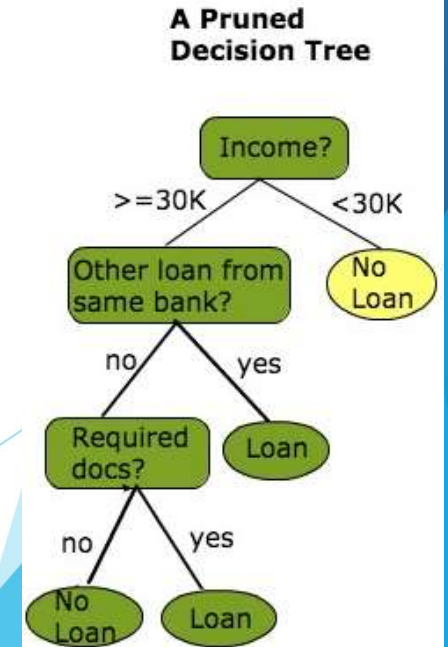 A Pruned
Decision Tree
Income?
>=30K
<30K
Other loan from
same bank?
No
Loan
no
yes
Required
docs?
Loan
no
yes
No
Loan
Loan